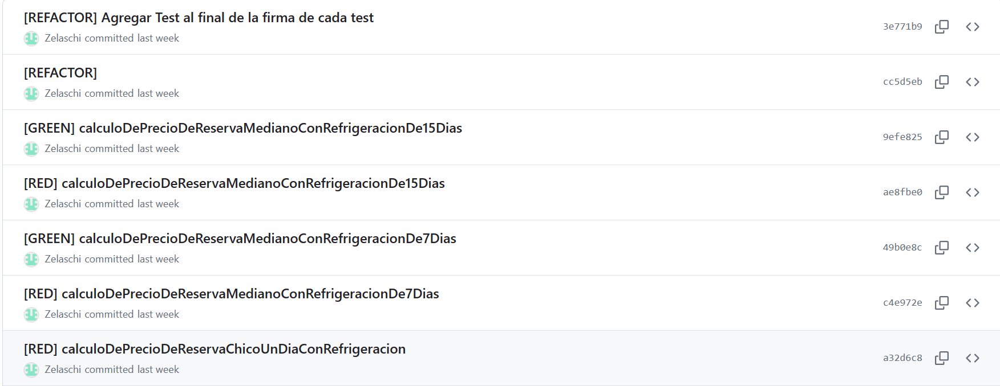 [REFACTOR] Agregar Test al final de la firma de cada test
3e771b9
Zelaschi committed last week
[REFACTOR]
cc5d5eb
Zelaschi committed last week
[GREEN] calculoDePrecioDeReservaMedianoConRefrigeracionDe15Dias
9efe825
Zelaschi committed last week
[RED] calculoDePrecioDeReservaMedianoConRefrigeracionDe15Dias
ae8fbe0
Zelaschi committed last week
[GREEN] calculoDePrecioDeReservaMedianoConRefrigeracionDe7Dias
49b0e8c
Zelaschi committed last week
[RED] calculoDePrecioDeReservaMedianoConRefrigeracionDe7Dias
c4e972e
Zelaschi committed last week
[RED] calculoDePrecioDeReservaChicoUnDiaConRefrigeracion
a32d6c8
Zelaschi committed last week